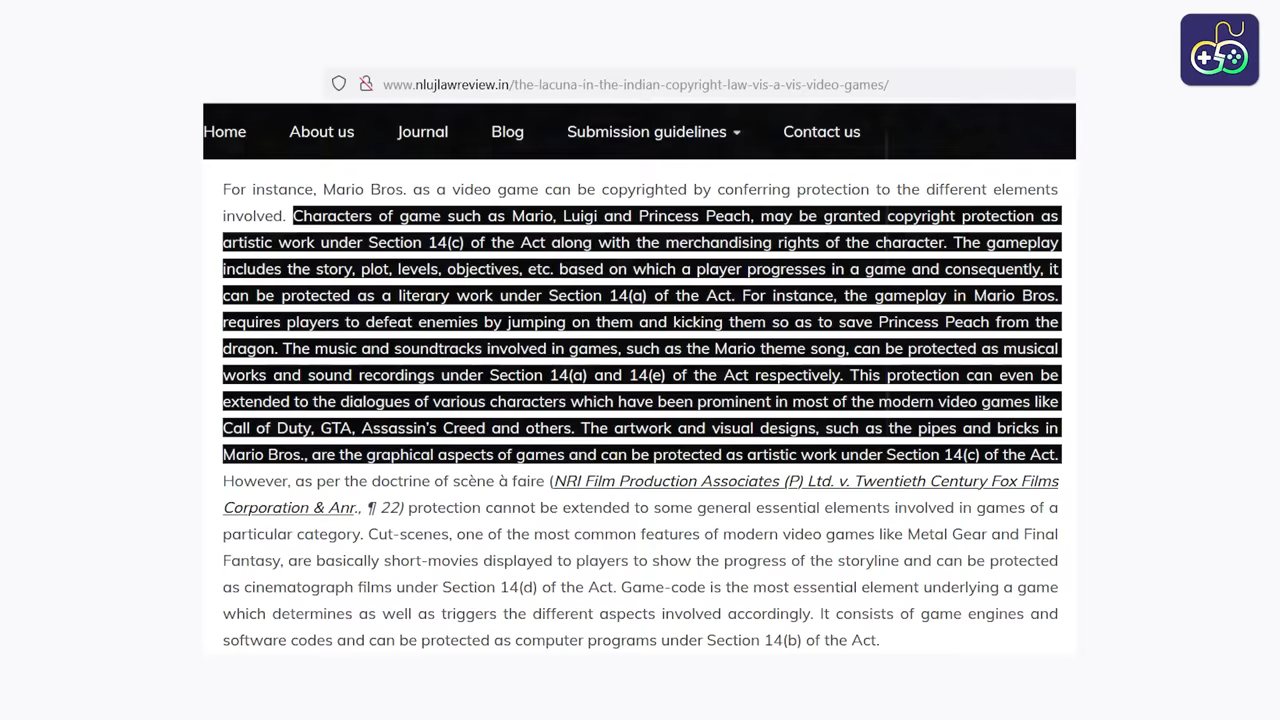 www.nlujlawreview.in/the-lacuna-in-the-indian-copyright-law-vis-a-vis-video-games/
Home About us Journal Blog Submission guidelines Contact us
For instance, Mario Bros. as a video game can be copyrighted by conferring protection to the different elements
involved. Characters of game such as Mario, Luigi and Princess Peach, may be granted copyright protection as
artistic work under Section 14(c) of the Act along with the merchandising rights of the character. The gameplay
includes the story, plot, levels, objectives, etc. based on which a player progresses in a game and consequently, it
can be protected as a literary work under Section 14(a) of the Act. For instance, the gameplay in Mario Bros.
requires players to defeat enemies by jumping on them and kicking them so as to save Princess Peach from the
dragon. The music and soundtracks involved in games, such as the Mario theme song, can be protected as musical
works and sound recordings under Section 14(a) and 14(e) of the Act respectively. This protection can even be
extended to the dialogues of various characters which have been prominent in most of the modern video games like
Call of Duty, GTA, Assassin's Creed and others. The artwork and visual designs, such as the pipes and bricks in
Mario Bros., are the graphical aspects of games and can be protected as artistic work under Section 14(c) of the Act.
However, as per the doctrine of scène à faire (NRI Film Production Associates (P) Ltd. v. Twentieth Century Fox Films
Corporation & Anr., ¶ 22) protection cannot be extended to some general essential elements involved in games of a
particular category. Cut-scenes, one of the most common features of modern video games like Metal Gear and Final
Fantasy, are basically short-movies displayed to players to show the progress of the storyline and can be protected
as cinematograph films under Section 14(d) of the Act. Game-code is the most essential element underlying a game
which determines as well as triggers the different aspects involved accordingly. It consists of game engines and
software codes and can be protected as computer programs under Section 14(b) of the Act.